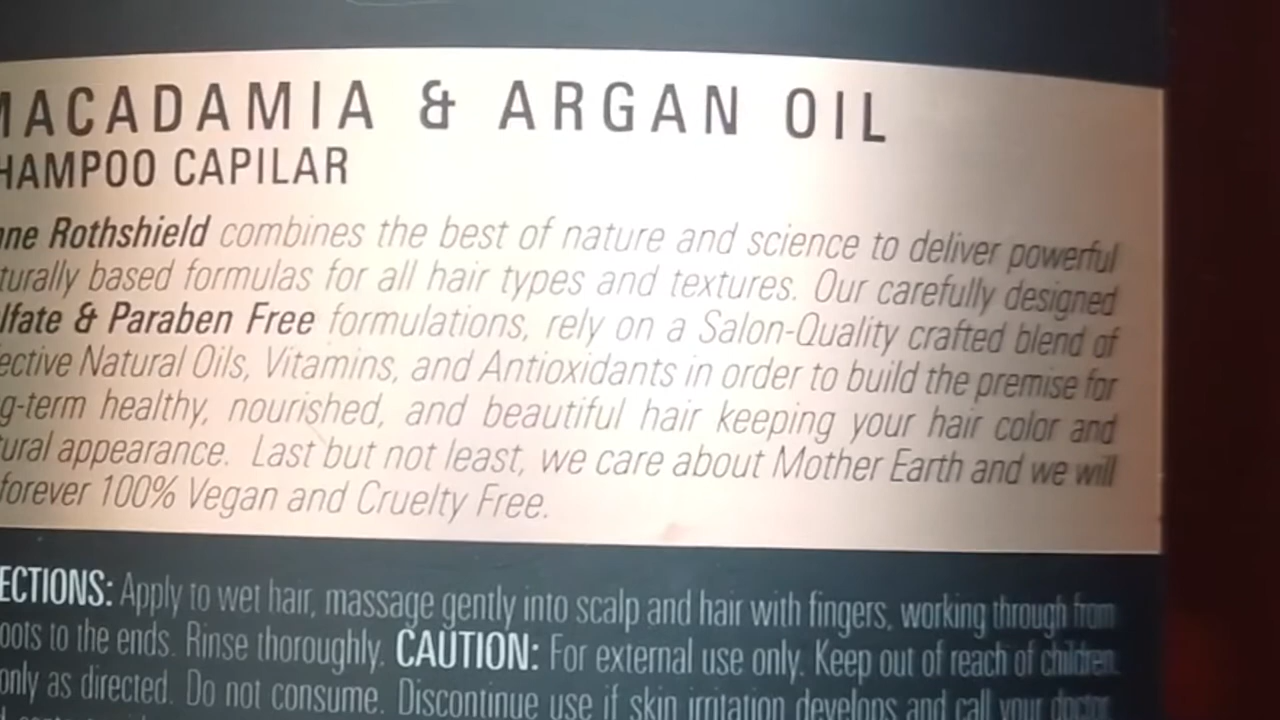 MACADAMIA & ARGAN OIL
HAMPOO CAPILAR
nne Rothshield combines the best of nature and science to deliver powerful
turally based formulas for all hair types and textures. Our carefully designed
lfate & Paraben Free formulations, rely on a Salon-Quality crafted blend of
ective Natural Oils, Vitamins, and Antioxidants in order to build the premise for
g-term healthy, nourished, and beautiful hair keeping your hair color and
ural appearance. Last but not least, we care about Mother Earth and we will
forever 100% Vegan and Cruelty Free.
ECTIONS: Apply to wet hair, massage gently into scalp and hair with fingers, working through from
oots to the ends. Rinse thoroughly. CAUTION: For external use only. Keep out of reach of children.
only as directed. Do not consume. Discontinue use if skin irritation develops and call your doctor